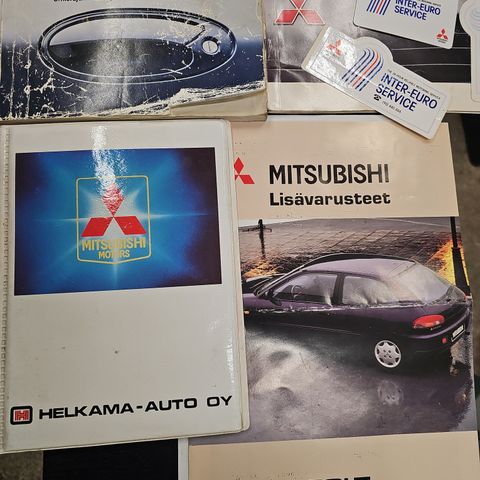 INTER-EURO
SERVICE
INTER-EURO
SERVICE
MITSUBISHI
MOTORS
HELKAMA-AUTO OY
MITSUBISHI
Lisävarusteet